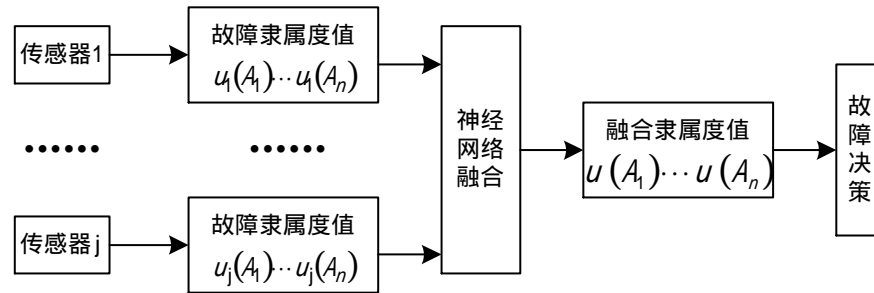 传感器1
故障隶属度值
u₁(A₁)···u₁(Aₙ)
······
······
传感器j
故障隶属度值
uⱼ(A₁)···uⱼ(Aₙ)
神经
网络
融合
融合隶属度值
u(A₁)···u(Aₙ)
故
障
决
策